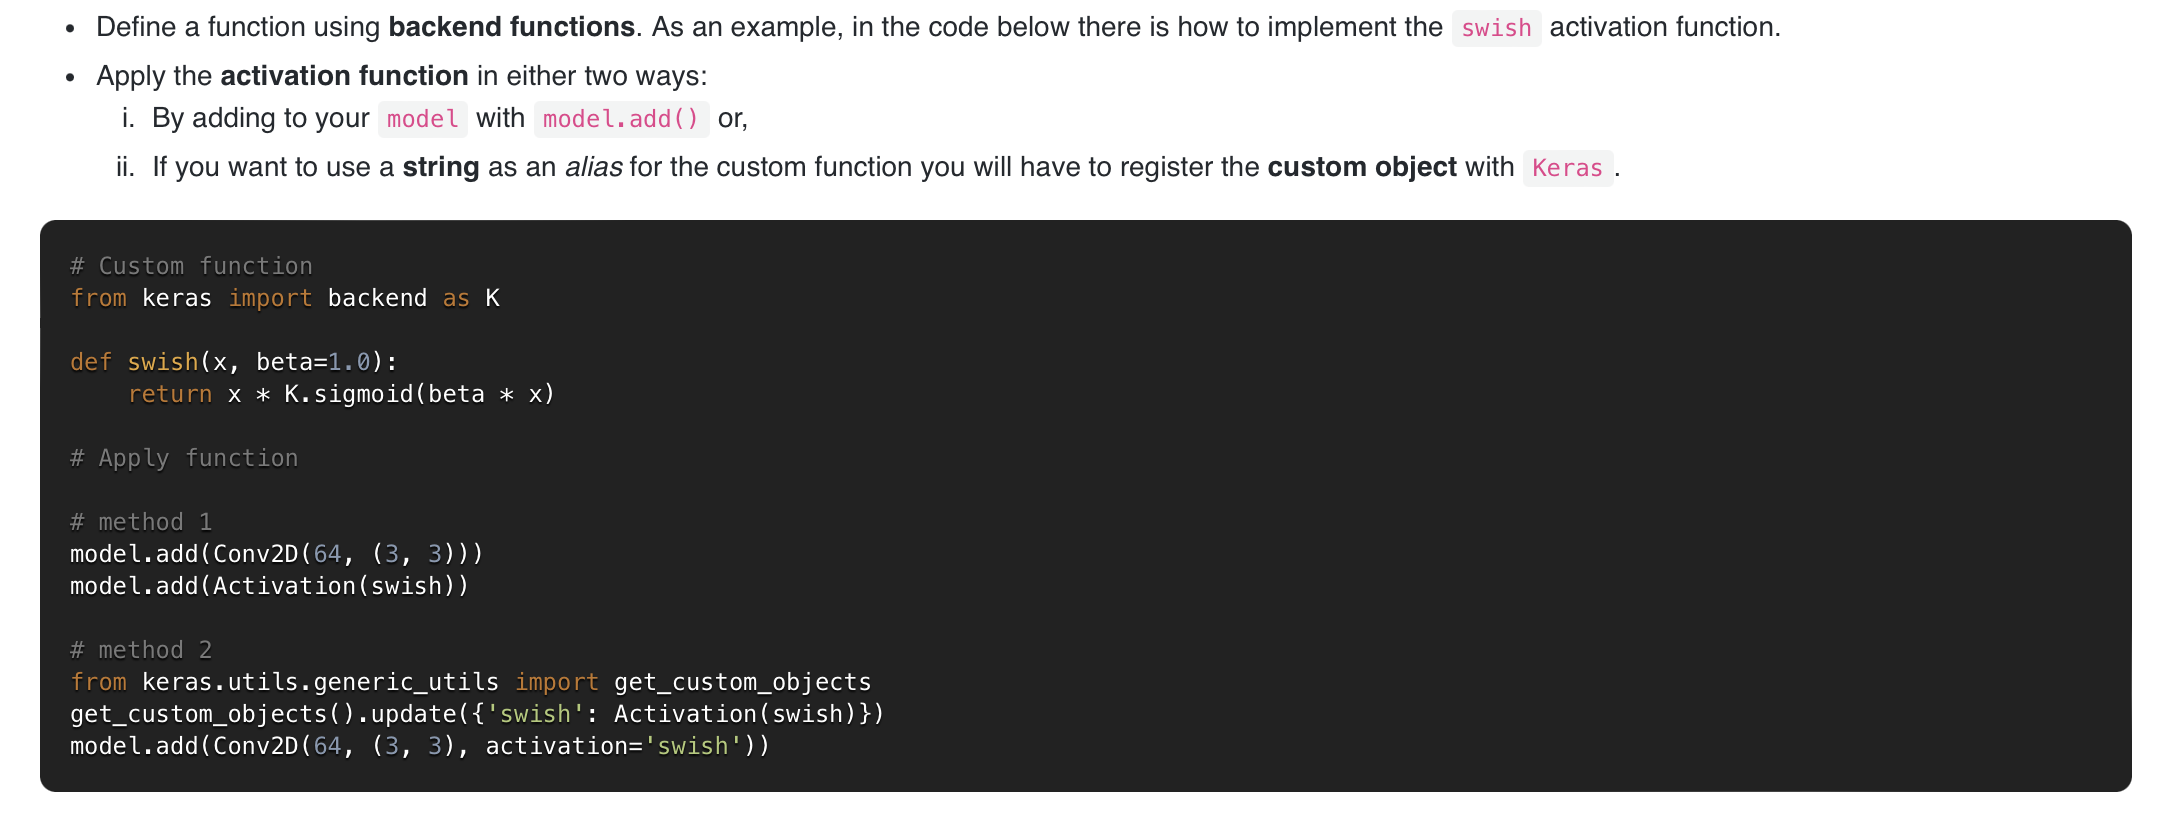 • Define a function using backend functions. As an example, in the code below there is how to implement the swish activation function.
• Apply the activation function in either two ways:
i. By adding to your model with model.add() or,
ii. If you want to use a string as an alias for the custom function you will have to register the custom object with Keras.
# Custom function
from keras import backend as K
def swish(x, beta=1.0):
    return x * K.sigmoid(beta * x)
# Apply function
# method 1
model.add(Conv2D(64, (3, 3)))
model.add(Activation(swish))
# method 2
from keras.utils.generic_utils import get_custom_objects
get_custom_objects().update({'swish': Activation(swish)})
model.add(Conv2D(64, (3, 3), activation='swish'))